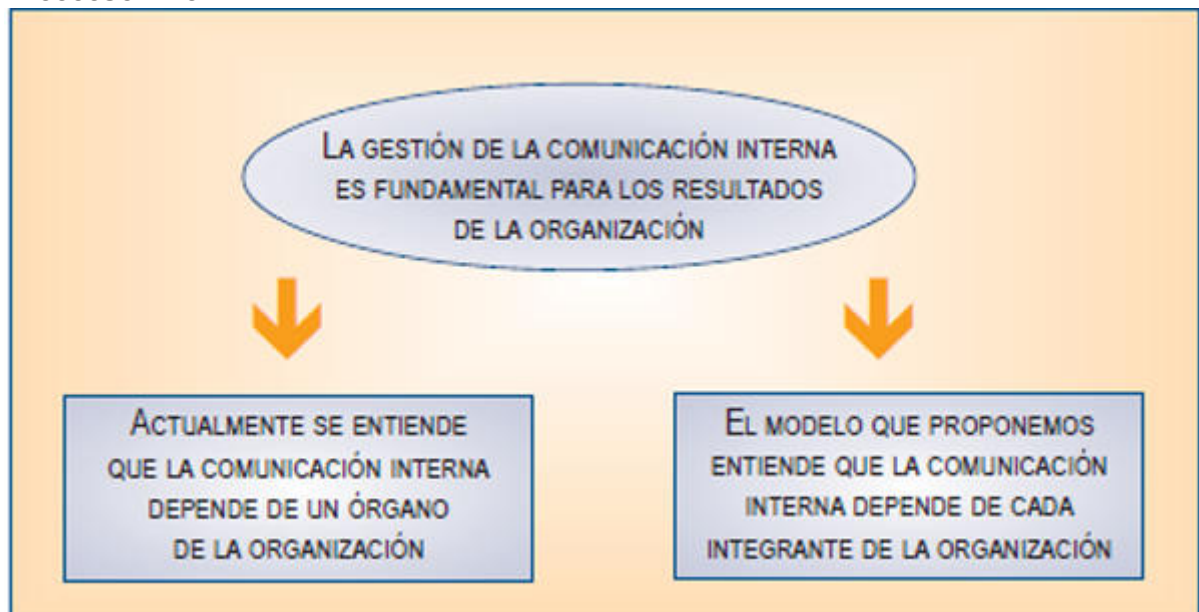 LA GESTIÓN DE LA COMUNICACIÓN INTERNA
ES FUNDAMENTAL PARA LOS RESULTADOS
DE LA ORGANIZACIÓN
ACTUALMENTE SE ENTIENDE
QUE LA COMUNICACIÓN INTERNA
DEPENDE DE UN ÓRGANO
DE LA ORGANIZACIÓN
EL MODELO QUE PROPONEMOS
ENTIENDE QUE LA COMUNICACIÓN
INTERNA DEPENDE DE CADA
INTEGRANTE DE LA ORGANIZACIÓN